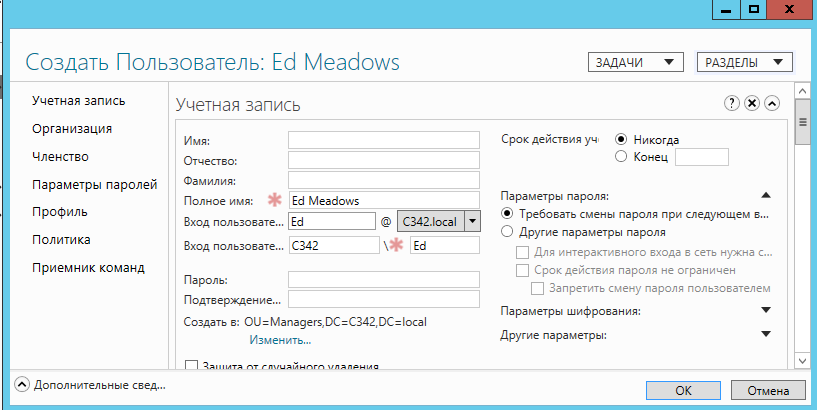 Создать Пользователь: Ed Meadows
ЗАДАЧИ
РАЗДЕЛЫ
Учетная запись
Организация
Членство
Параметры паролей
Профиль
Политика
Приемник команд
Учетная запись
Имя:
Отчество:
Фамилия:
Полное имя: * Ed Meadows
Вход пользовате... Ed @ C342.local
Вход пользовате... C342 \ * Ed
Пароль:
Подтверждение...
Создать в: OU=Managers,DC=C342,DC=local
Изменить...
Защита от случайного удаления
Срок действия уче
Никогда
Конец
Параметры пароля:
Требовать смены пароля при следующем в...
Другие параметры пароля
Для интерактивного входа в сеть нужна с...
Срок действия пароля не ограничен
Запретить смену пароля пользователем
Параметры шифрования:
Другие параметры:
Дополнительные свед...
OK
Отмена